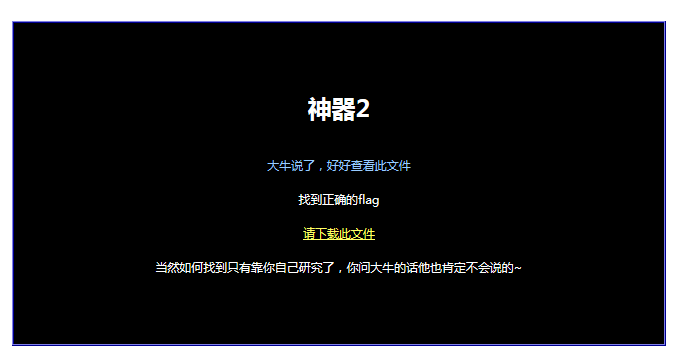 神器2
大牛说了，好好查看此文件
找到正确的flag
请下载此文件
当然如何找到只有靠你自己研究了，你问大牛的话他也肯定不会说的~